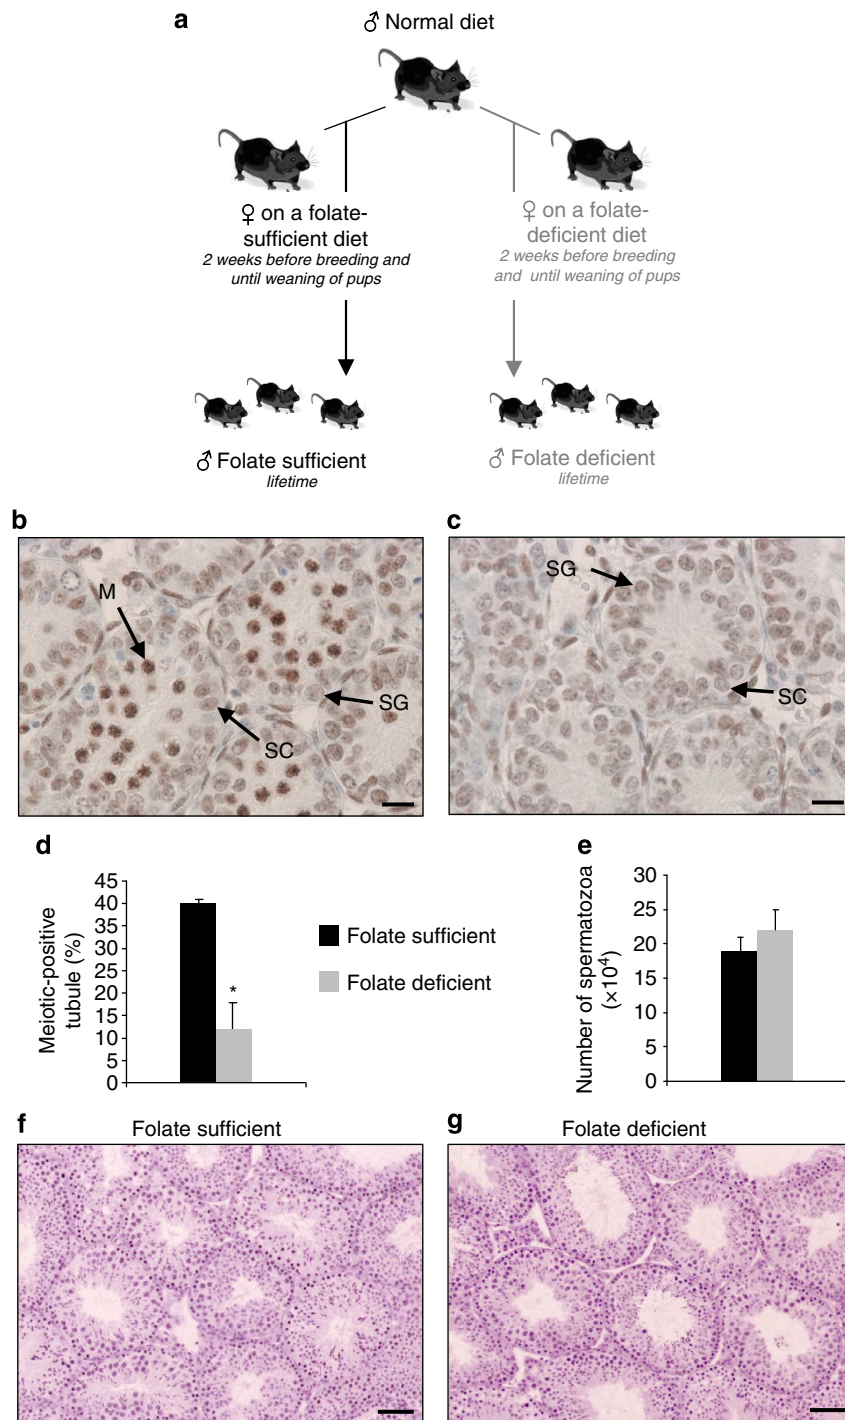 a
♂ Normal diet
♀ on a folate-
sufficient diet
2 weeks before breeding and
until weaning of pups
♀ on a folate-
deficient diet
2 weeks before breeding
and until weaning of pups
♂ Folate sufficient
lifetime
♂ Folate deficient
lifetime
b
M
SC
SG
c
SG
SC
d
Meiotic-positive
tubule (%)
45
40
35
30
25
20
15
10
5
0
*
Folate sufficient
Folate deficient
e
Number of spermatozoa
(×10⁴)
30
25
20
15
10
5
0
f
Folate sufficient
g
Folate deficient